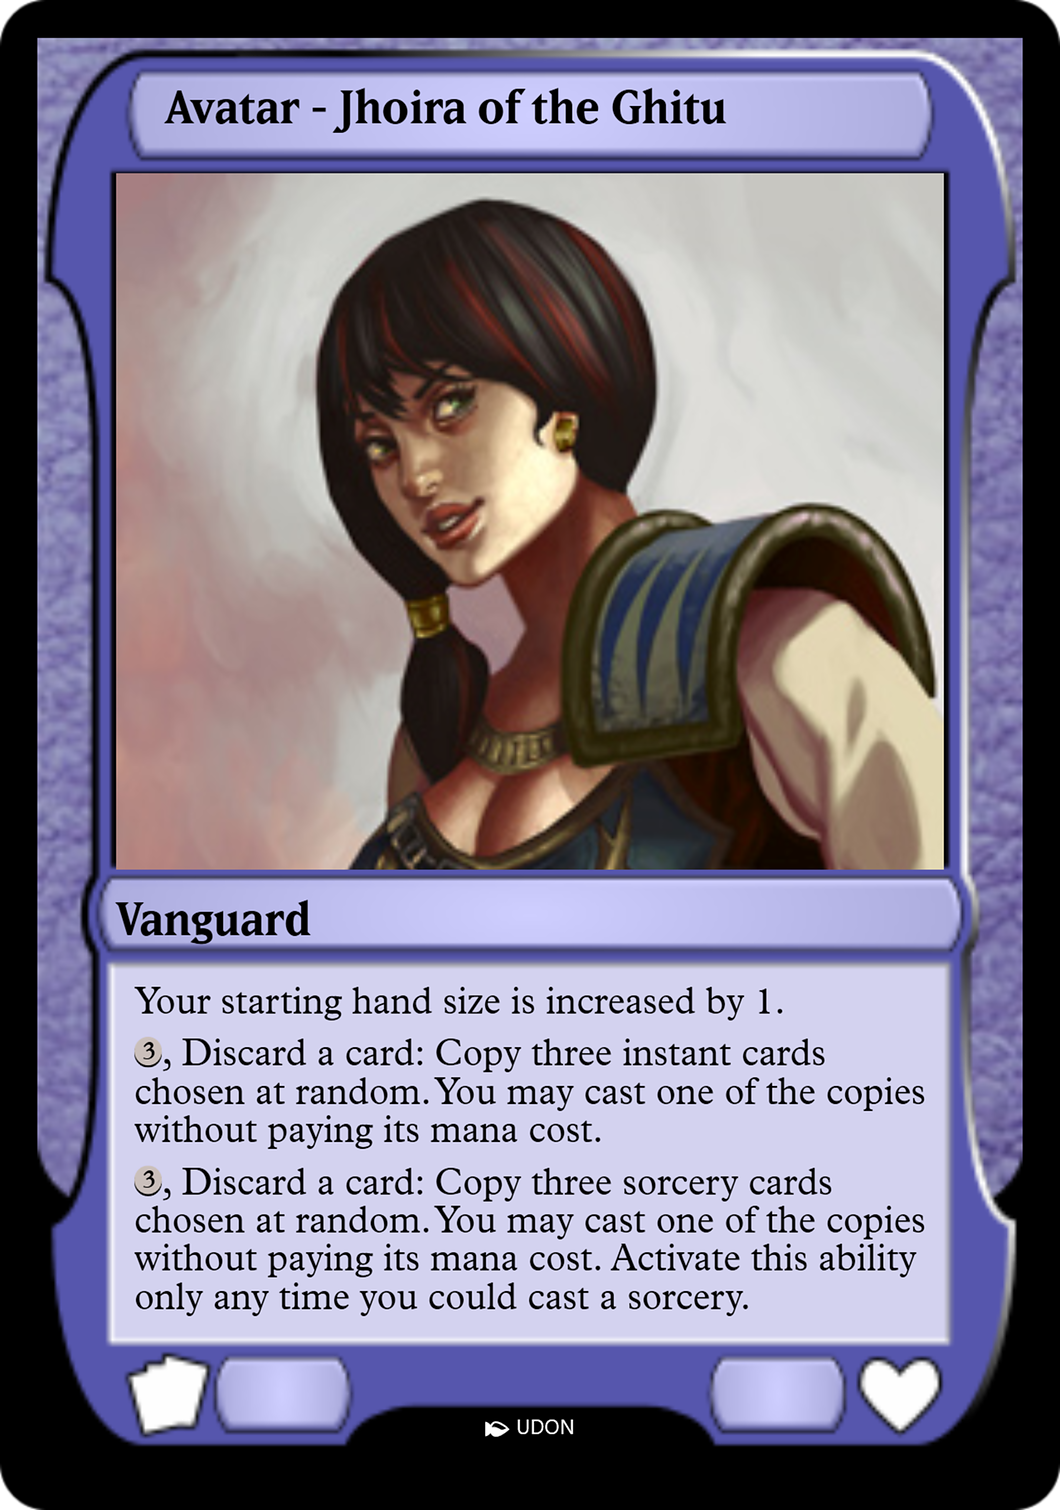 Avatar - Jhoira of the Ghitu
Vanguard
Your starting hand size is increased by 1.
3, Discard a card: Copy three instant cards
chosen at random. You may cast one of the copies
without paying its mana cost.
3, Discard a card: Copy three sorcery cards
chosen at random. You may cast one of the copies
without paying its mana cost. Activate this ability
only any time you could cast a sorcery.
UDON